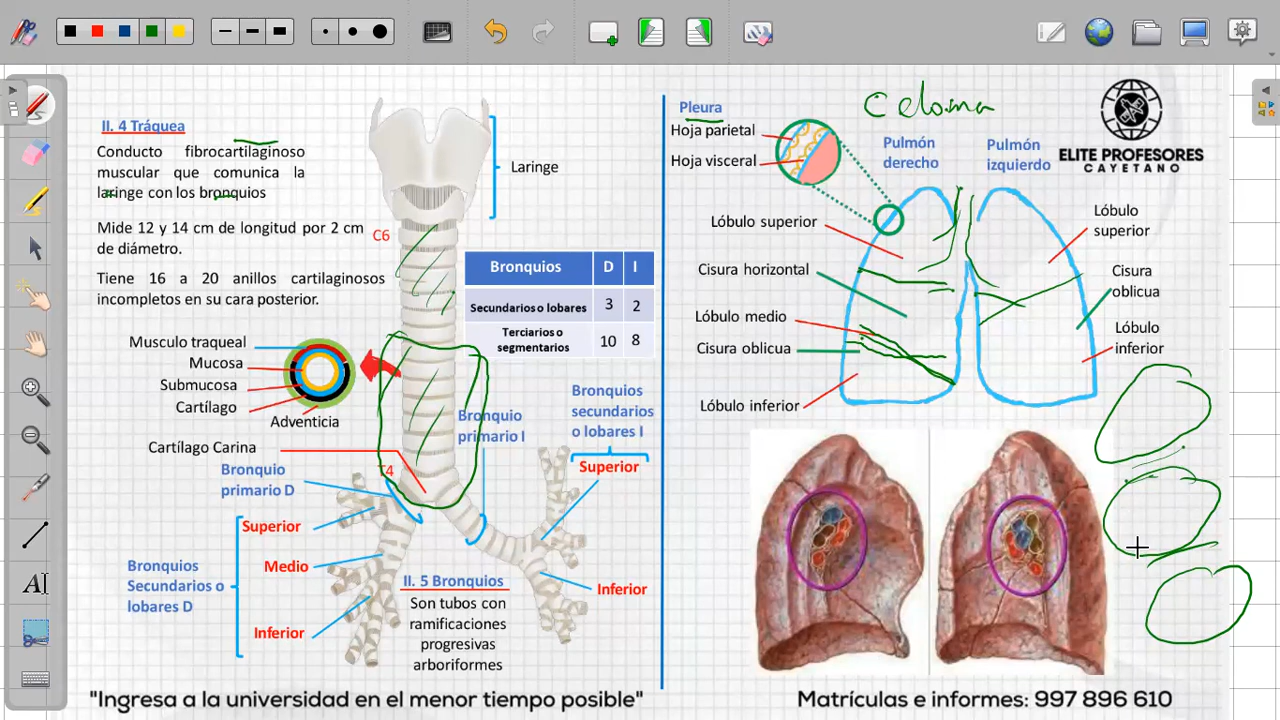 II. 4 Tráquea
Conducto fibrocartilaginoso
muscular que comunica la
laringe con los bronquios
Mide 12 y 14 cm de longitud por 2 cm
de diámetro.
Tiene 16 a 20 anillos cartilaginosos
incompletos en su cara posterior.
Musculo traqueal
Mucosa
Submucosa
Cartílago
Adventicia
Cartílago Carina
C6
Laringe
Bronquios D I
Secundarios o lobares 3 2
Terciarios o
segmentarios 10 8
T4
Bronquio
primario D
Bronquio
primario I
Bronquios
secundarios
o lobares I
Superior
Inferior
Bronquios
Secundarios o
lobares D
Superior
Medio
Inferior
II. 5 Bronquios
Son tubos con
ramificaciones
progresivas
arboriformes
Pleura
Celoma
Hoja parietal
Hoja visceral
Pulmón
derecho
Pulmón
izquierdo
ELITE PROFESORES
CAYETANO
Lóbulo superior
Cisura horizontal
Lóbulo medio
Cisura oblicua
Lóbulo inferior
Lóbulo
superior
Cisura
oblicua
Lóbulo
inferior
"Ingresa a la universidad en el menor tiempo posible"
Matrículas e informes: 997 896 610